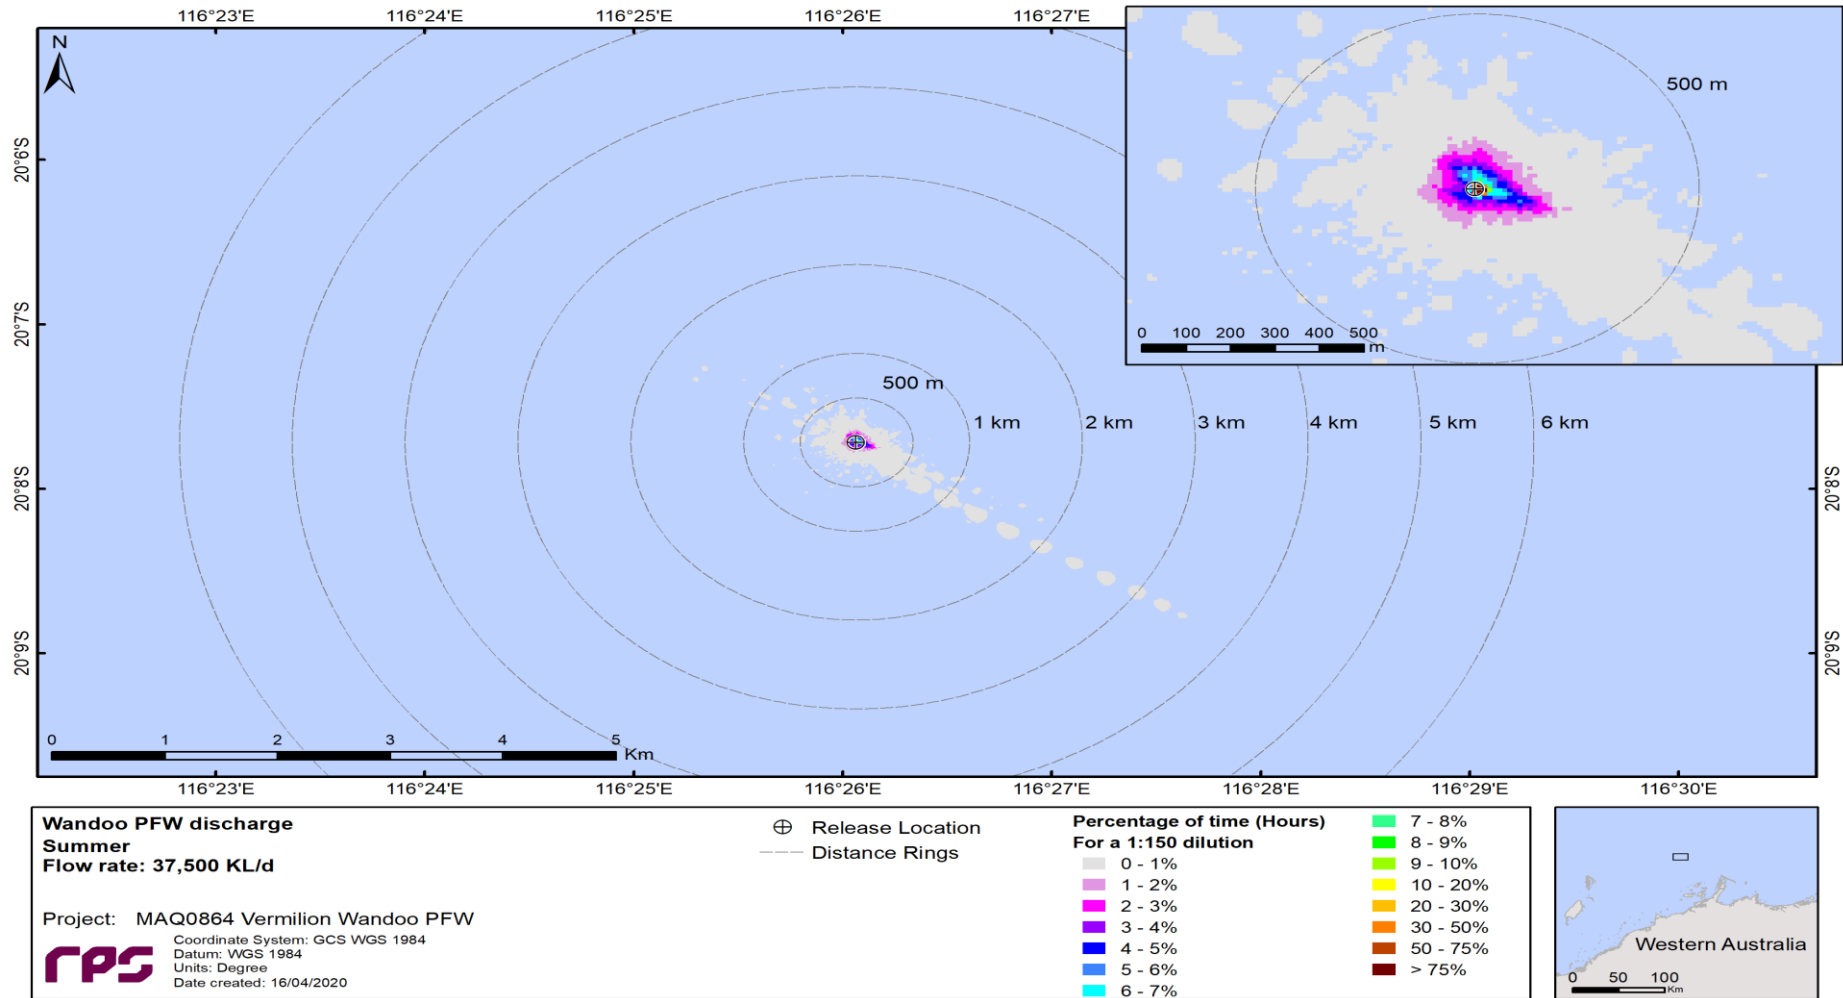 116°23'E 116°24'E 116°25'E 116°26'E 116°27'E
N
500 m
0 100 200 300 400 500 m
20°6'S
20°7'S
20°8'S 20°8'S
20°9'S 20°9'S
500 m
1 km 2 km 3 km 4 km 5 km 6 km
0 1 2 3 4 5 Km
116°23'E 116°24'E 116°25'E 116°26'E 116°27'E 116°28'E 116°29'E 116°30'E
Wandoo PFW discharge
Summer
Flow rate: 37,500 KL/d
Project: MAQ0864 Vermilion Wandoo PFW
rps
Coordinate System: GCS WGS 1984
Datum: WGS 1984
Units: Degree
Date created: 16/04/2020
Release Location
Distance Rings
Percentage of time (Hours)
For a 1:150 dilution
0 - 1%
1 - 2%
2 - 3%
3 - 4%
4 - 5%
5 - 6%
6 - 7%
7 - 8%
8 - 9%
9 - 10%
10 - 20%
20 - 30%
30 - 50%
50 - 75%
> 75%
Western Australia
0 50 100 Km